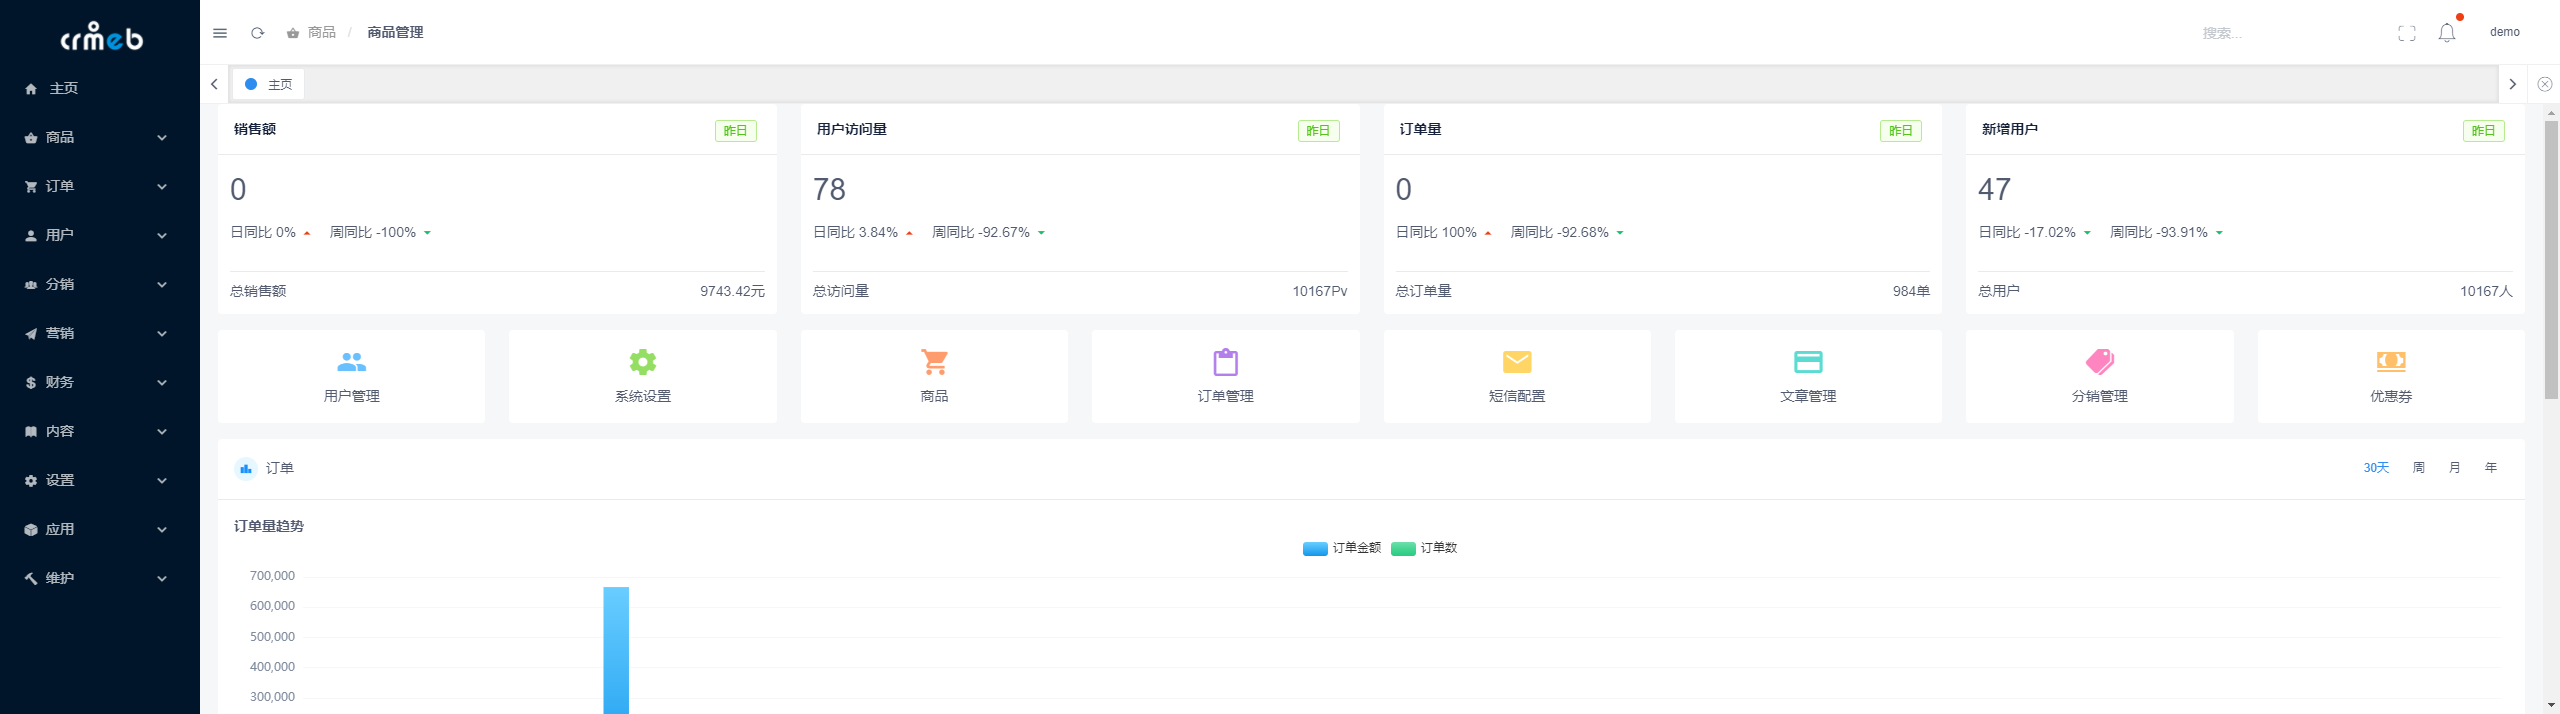 crmeb
商品 / 商品管理
搜索...
demo
主页
商品
订单
用户
分销
营销
财务
内容
设置
应用
维护
主页
销售额 昨日
0
日同比 0% 周同比 -100%
总销售额 9743.42元
用户访问量 昨日
78
日同比 3.84% 周同比 -92.67%
总访问量 10167Pv
订单量 昨日
0
日同比 100% 周同比 -92.68%
总订单量 984单
新增用户 昨日
47
日同比 -17.02% 周同比 -93.91%
总用户 10167人
用户管理
系统设置
商品
订单管理
短信配置
文章管理
分销管理
优惠券
订单
30天 周 月 年
订单量趋势
订单金额 订单数
700,000
600,000
500,000
400,000
300,000